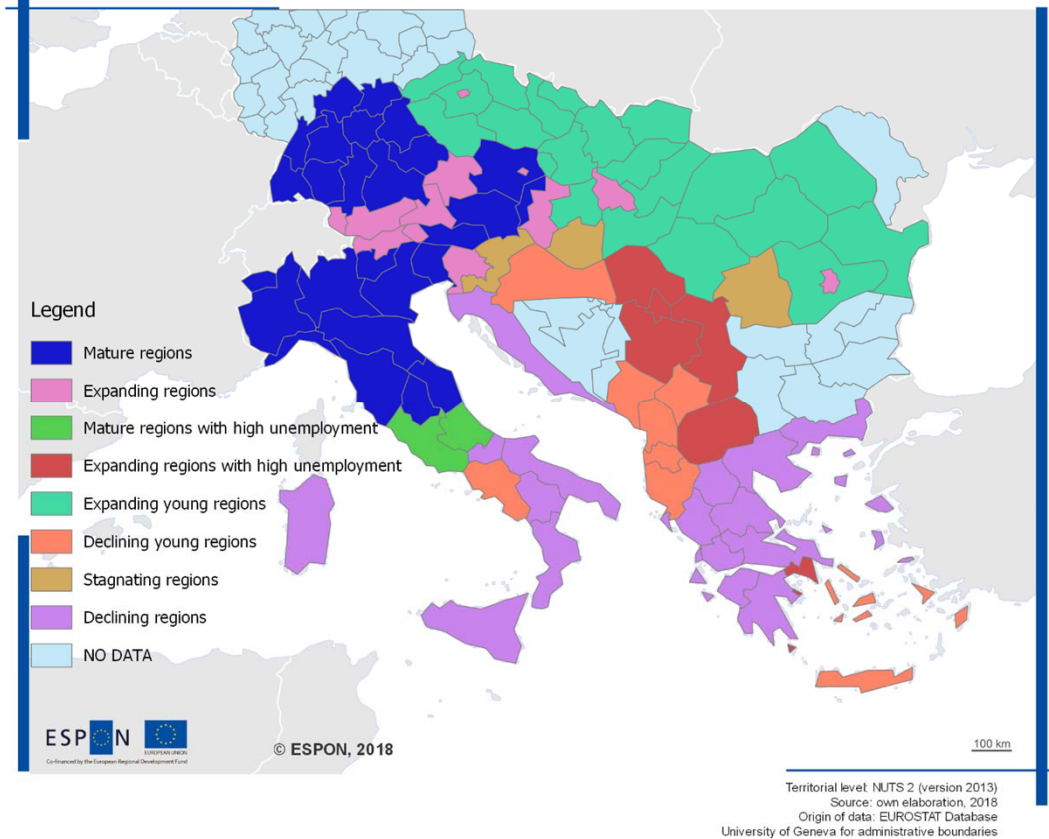 Legend
Mature regions
Expanding regions
Mature regions with high unemployment
Expanding regions with high unemployment
Expanding young regions
Declining young regions
Stagnating regions
Declining regions
NO DATA
ESPON
EUROPEAN UNION
Co-financed by the European Regional Development Fund
© ESPON, 2018
100 km
Territorial level: NUTS 2 (version 2013)
Source: own elaboration, 2018
Origin of data: EUROSTAT Database
University of Geneva for administrative boundaries